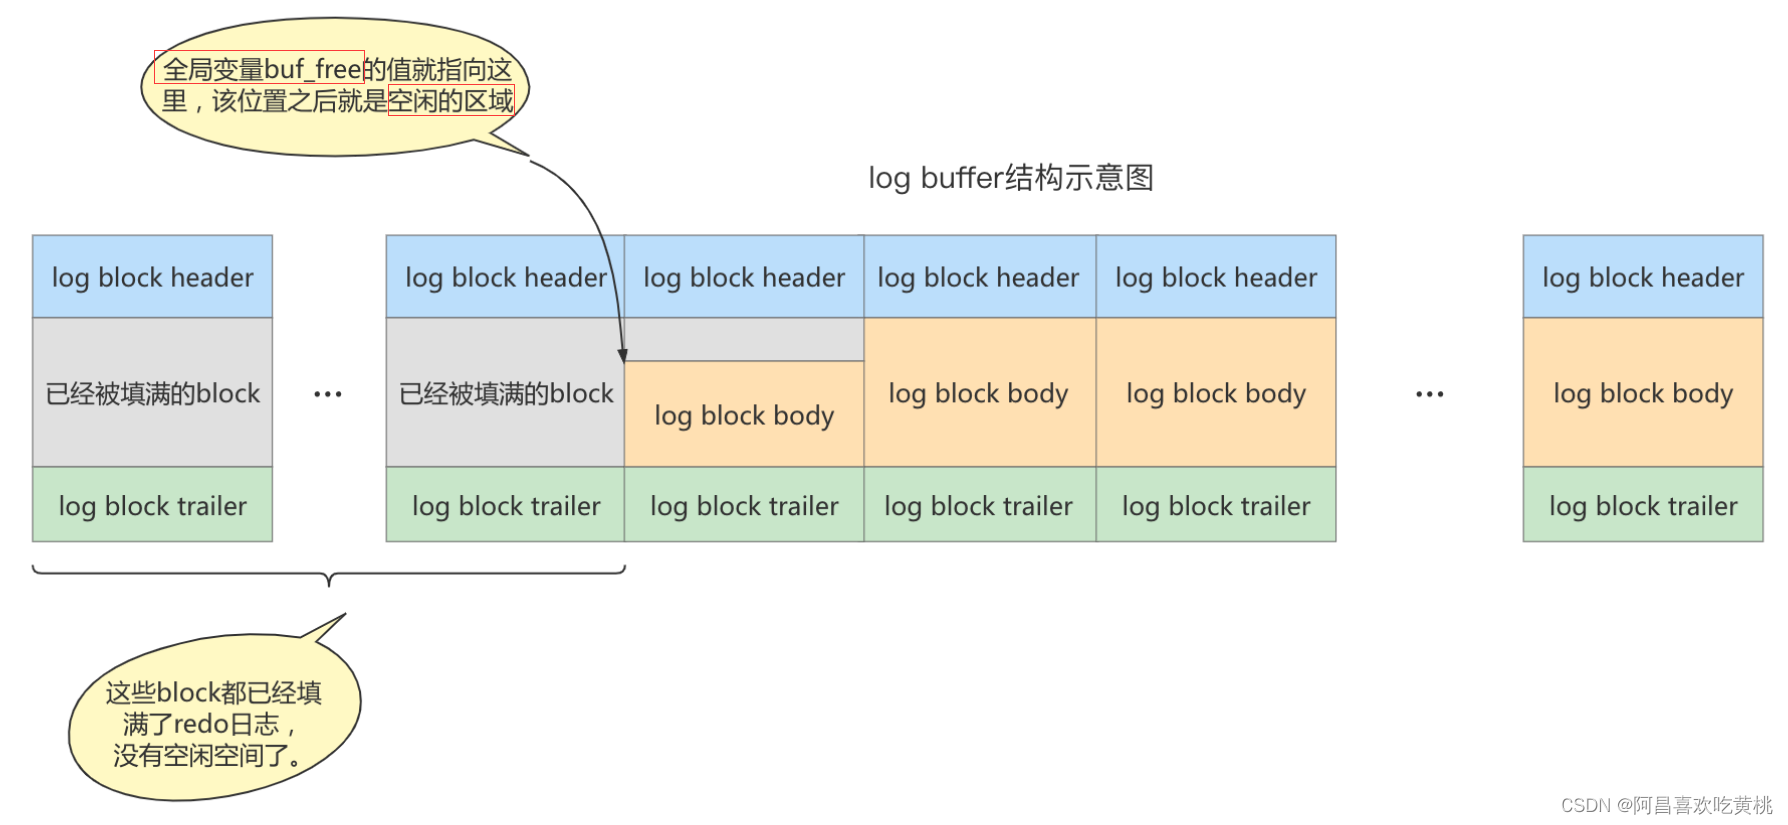 全局变量buf_free的值就指向这
里，该位置之后就是空闲的区域
log buffer结构示意图
log block header
log block header
log block header
log block header
log block header
log block header
已经被填满的block
...
已经被填满的block
log block body
log block body
log block body
...
log block body
log block trailer
log block trailer
log block trailer
log block trailer
log block trailer
log block trailer
这些block都已经填
满了redo日志，
没有空闲空间了。
CSDN @阿昌喜欢吃黄桃